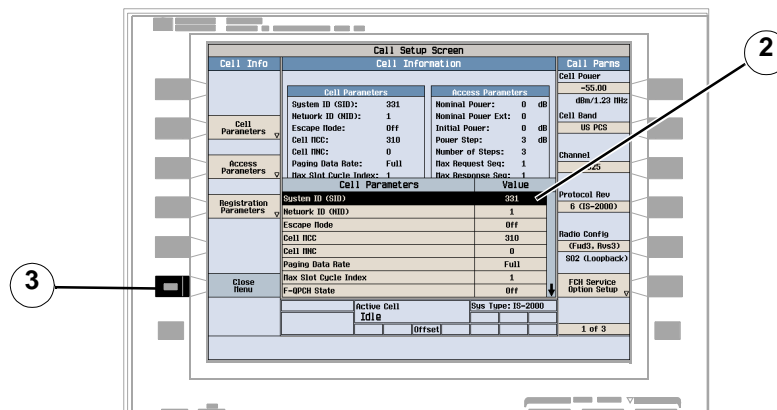 Call Setup Screen
Cell Info
Cell Information
Call Parms
Cell Parameters
Access Parameters
Registration Parameters
Close Menu
Cell Parameters
System ID (SID): 331
Network ID (NID): 1
Escape Mode: Off
Cell MCC: 310
Cell MNC: 0
Paging Data Rate: Full
Max Slot Cycle Index: 1
Access Parameters
Nominal Power: 0 dB
Nominal Power Ext: 0
Initial Power: 0 dB
Power Step: 3 dB
Number of Steps: 3
Max Request Seq: 1
Max Response Seq: 1
Cell Parameters Value
System ID (SID) 331
Network ID (NID) 1
Escape Mode Off
Cell MCC 310
Cell MNC 0
Paging Data Rate Full
Max Slot Cycle Index 1
F-QPCH State Off
Active Cell
Idle
Sys Type: IS-2000
Offset
Cell Power
-55.00
dBm/1.23 MHz
Cell Band
US PCS
Channel
Protocol Rev
6 (IS-2000)
Radio Config
(Fwd3, Rvs3)
SO2 (Loopback)
FCH Service
Option Setup
1 of 3
2
3